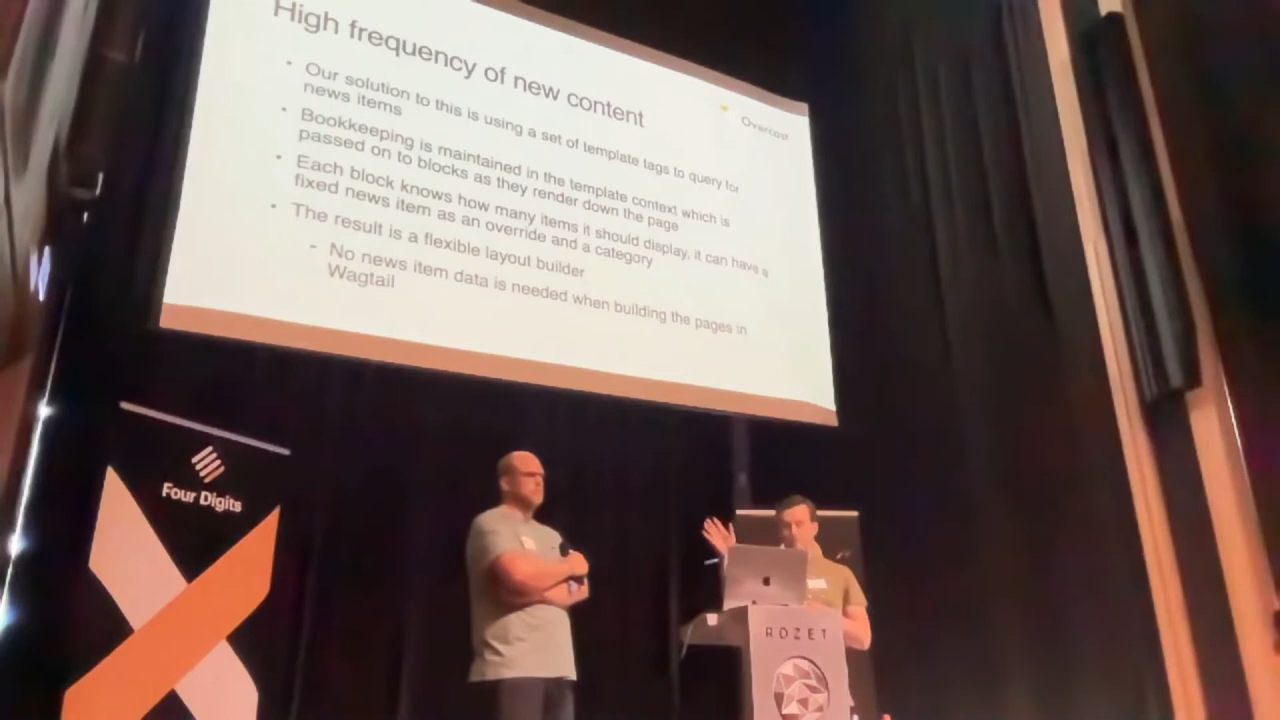 High frequency of new content
Overcast
• Our solution to this is using a set of template tags to query for
news items
• Bookkeeping is maintained in the template context which is
passed on to blocks as they render down the page
• Each block knows how many items it should display, it can have a
fixed news item as an override and a category
• The result is a flexible layout builder
- No news item data is needed when building the pages in
Wagtail
Four Digits
ROZET